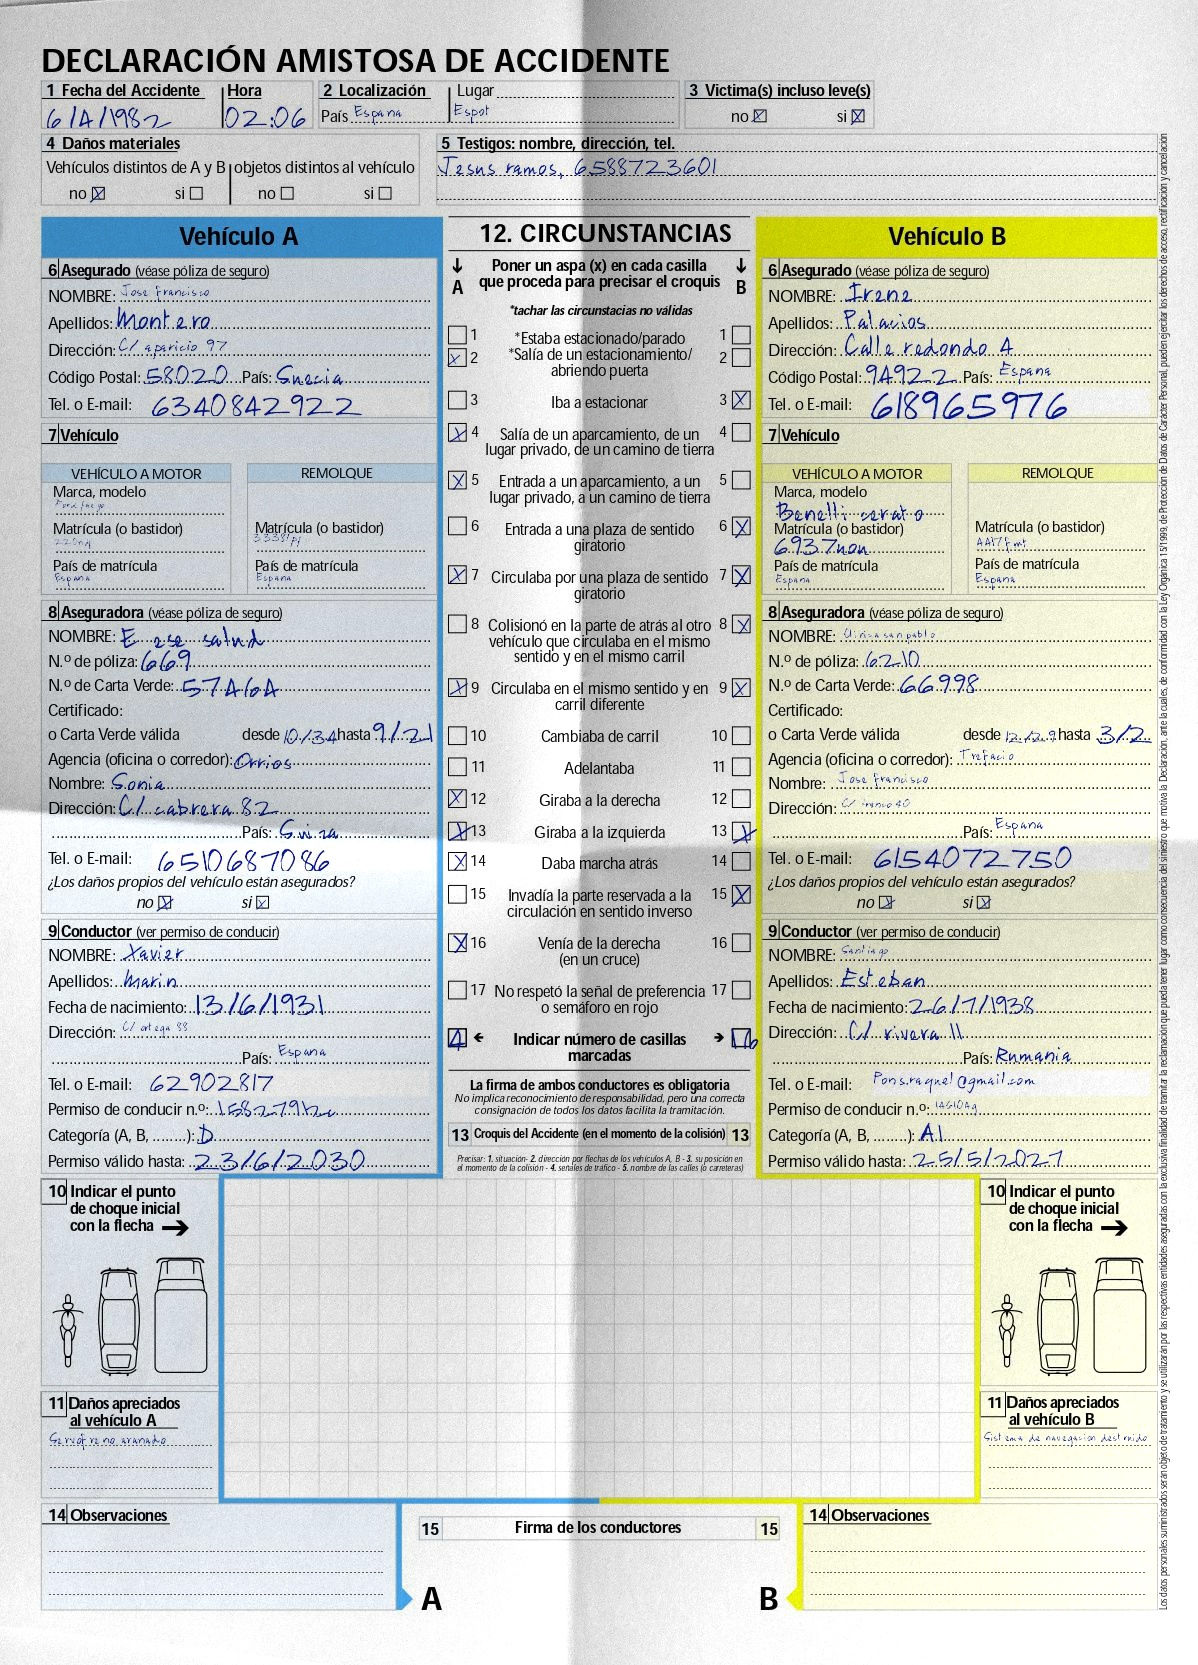 DECLARACIÓN AMISTOSA DE ACCIDENTE
1 Fecha del Accidente Hora 2 Localización Lugar 3 Victima(s) incluso leve(s)
6/4/1982 02:06 País Espana Espot no si
4 Daños materiales
Vehículos distintos de A y B objetos distintos al vehículo
no si no si
5 Testigos: nombre, dirección, tel.
Jesus ramos, 6588723601
Vehículo A
6 Asegurado (véase póliza de seguro)
NOMBRE: Jose Francisco
Apellidos: Montero
Dirección: C/ aparicio 97
Código Postal: 58020 País: Suecia
Tel. o E-mail: 6340842922
7 Vehículo
VEHÍCULO A MOTOR REMOLQUE
Marca, modelo
Matrícula (o bastidor) Matrícula (o bastidor)
País de matrícula País de matrícula
Espana Espana
8 Aseguradora (véase póliza de seguro)
NOMBRE: E ese salud
N.º de póliza: 669
N.º de Carta Verde: 57464
Certificado:
o Carta Verde válida desde 10/34 hasta 9/21
Agencia (oficina o corredor): Orrios
Nombre: Sonia
Dirección: C/ cabrera 82
País: Suiza
Tel. o E-mail: 6510687086
¿Los daños propios del vehículo están asegurados?
no si
9 Conductor (ver permiso de conducir)
NOMBRE: Xavier
Apellidos: Marin
Fecha de nacimiento: 13/6/1931
Dirección: C/ ortega 88
País: Espana
Tel. o E-mail: 62902817
Permiso de conducir n.º:
Categoría (A, B, ........): D
Permiso válido hasta: 23/6/2030
12. CIRCUNSTANCIAS
A Poner un aspa (x) en cada casilla B
que proceda para precisar el croquis
*tachar las circunstacias no válidas
1 *Estaba estacionado/parado 1
2 *Salía de un estacionamiento/ 2
abriendo puerta
3 Iba a estacionar 3
4 Salía de un aparcamiento, de un 4
lugar privado, de un camino de tierra
5 Entrada a un aparcamiento, a un 5
lugar privado, a un camino de tierra
6 Entrada a una plaza de sentido 6
giratorio
7 Circulaba por una plaza de sentido 7
giratorio
8 Colisionó en la parte de atrás al otro 8
vehículo que circulaba en el mismo
sentido y en el mismo carril
9 Circulaba en el mismo sentido y en 9
carril diferente
10 Cambiaba de carril 10
11 Adelantaba 11
12 Giraba a la derecha 12
13 Giraba a la izquierda 13
14 Daba marcha atrás 14
15 Invadía la parte reservada a la 15
circulación en sentido inverso
16 Venía de la derecha 16
(en un cruce)
17 No respetó la señal de preferencia 17
o semáforo en rojo
4 Indicar número de casillas 16
marcadas
La firma de ambos conductores es obligatoria
No implica reconocimiento de responsabilidad, pero una correcta
consignación de todos los datos facilita la tramitación.
13 Croquis del Accidente (en el momento de la colisión) 13
Precisar: 1. situación- 2. dirección por flechas de los vehículos A, B - 3. su posición en
el momento de la colisión - 4. señales de tráfico - 5. nombre de las calles (o carreteras)
Vehículo B
6 Asegurado (véase póliza de seguro)
NOMBRE: Irene
Apellidos: Palacios
Dirección: Calle redondo 4
Código Postal: 94922 País: Espana
Tel. o E-mail: 618965976
7 Vehículo
VEHÍCULO A MOTOR REMOLQUE
Marca, modelo
Benelli cerato
Matrícula (o bastidor) Matrícula (o bastidor)
6937non
País de matrícula País de matrícula
Espana Espana
8 Aseguradora (véase póliza de seguro)
NOMBRE: Clinica san pablo
N.º de póliza: 6210
N.º de Carta Verde: 66998
Certificado:
o Carta Verde válida desde 12/29 hasta 3/2
Agencia (oficina o corredor): Trefacio
Nombre: Jose Francisco
Dirección: C/ franco 40
País: Espana
Tel. o E-mail: 6154072750
¿Los daños propios del vehículo están asegurados?
no si
9 Conductor (ver permiso de conducir)
NOMBRE: Santiago
Apellidos: Esteban
Fecha de nacimiento: 26/7/1938
Dirección: C/ rivera 11
País: Rumania
Tel. o E-mail: Pons.raquel@gmail.com
Permiso de conducir n.º:
Categoría (A, B, ........): A1
Permiso válido hasta: 25/5/2027
10 Indicar el punto
de choque inicial
con la flecha
11 Daños apreciados
al vehículo A
Servofreno aranado
10 Indicar el punto
de choque inicial
con la flecha
11 Daños apreciados
al vehículo B
Sistema de navegacion destruido
14 Observaciones
15 Firma de los conductores 15
A B
14 Observaciones
Los datos personales suministrados seran objeto de tratamiento y se utilizaran por las respectivas entidades aseguradas con la exclusiva finalidad de tramitar la reclamación que pueda tener lugar como consecuencia del siniestro que motiva la Declaración, ante la cuales, de conformidad con la Ley Organica 15/1999, de Protección de Datos de Carácter Personal, pueden ejercitar los derechos de acceso, rectificación y cancelación